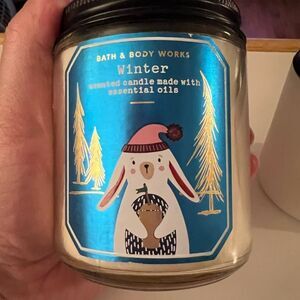 BATH & BODY WORKS
Winter
scented candle made with
essential oils